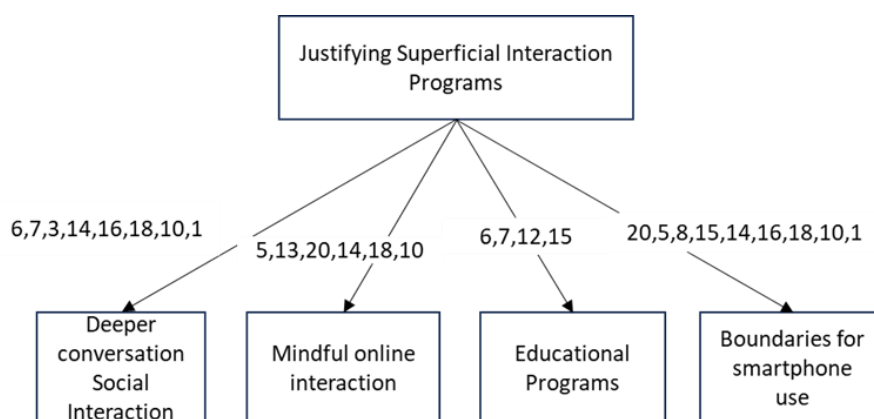 Justifying Superficial Interaction
Programs
6,7,3,14,16,18,10,1
5,13,20,14,18,10
6,7,12,15
20,5,8,15,14,16,18,10,1
Deeper
conversation
Social
Interaction
Mindful online
interaction
Educational
Programs
Boundaries for
smartphone
use